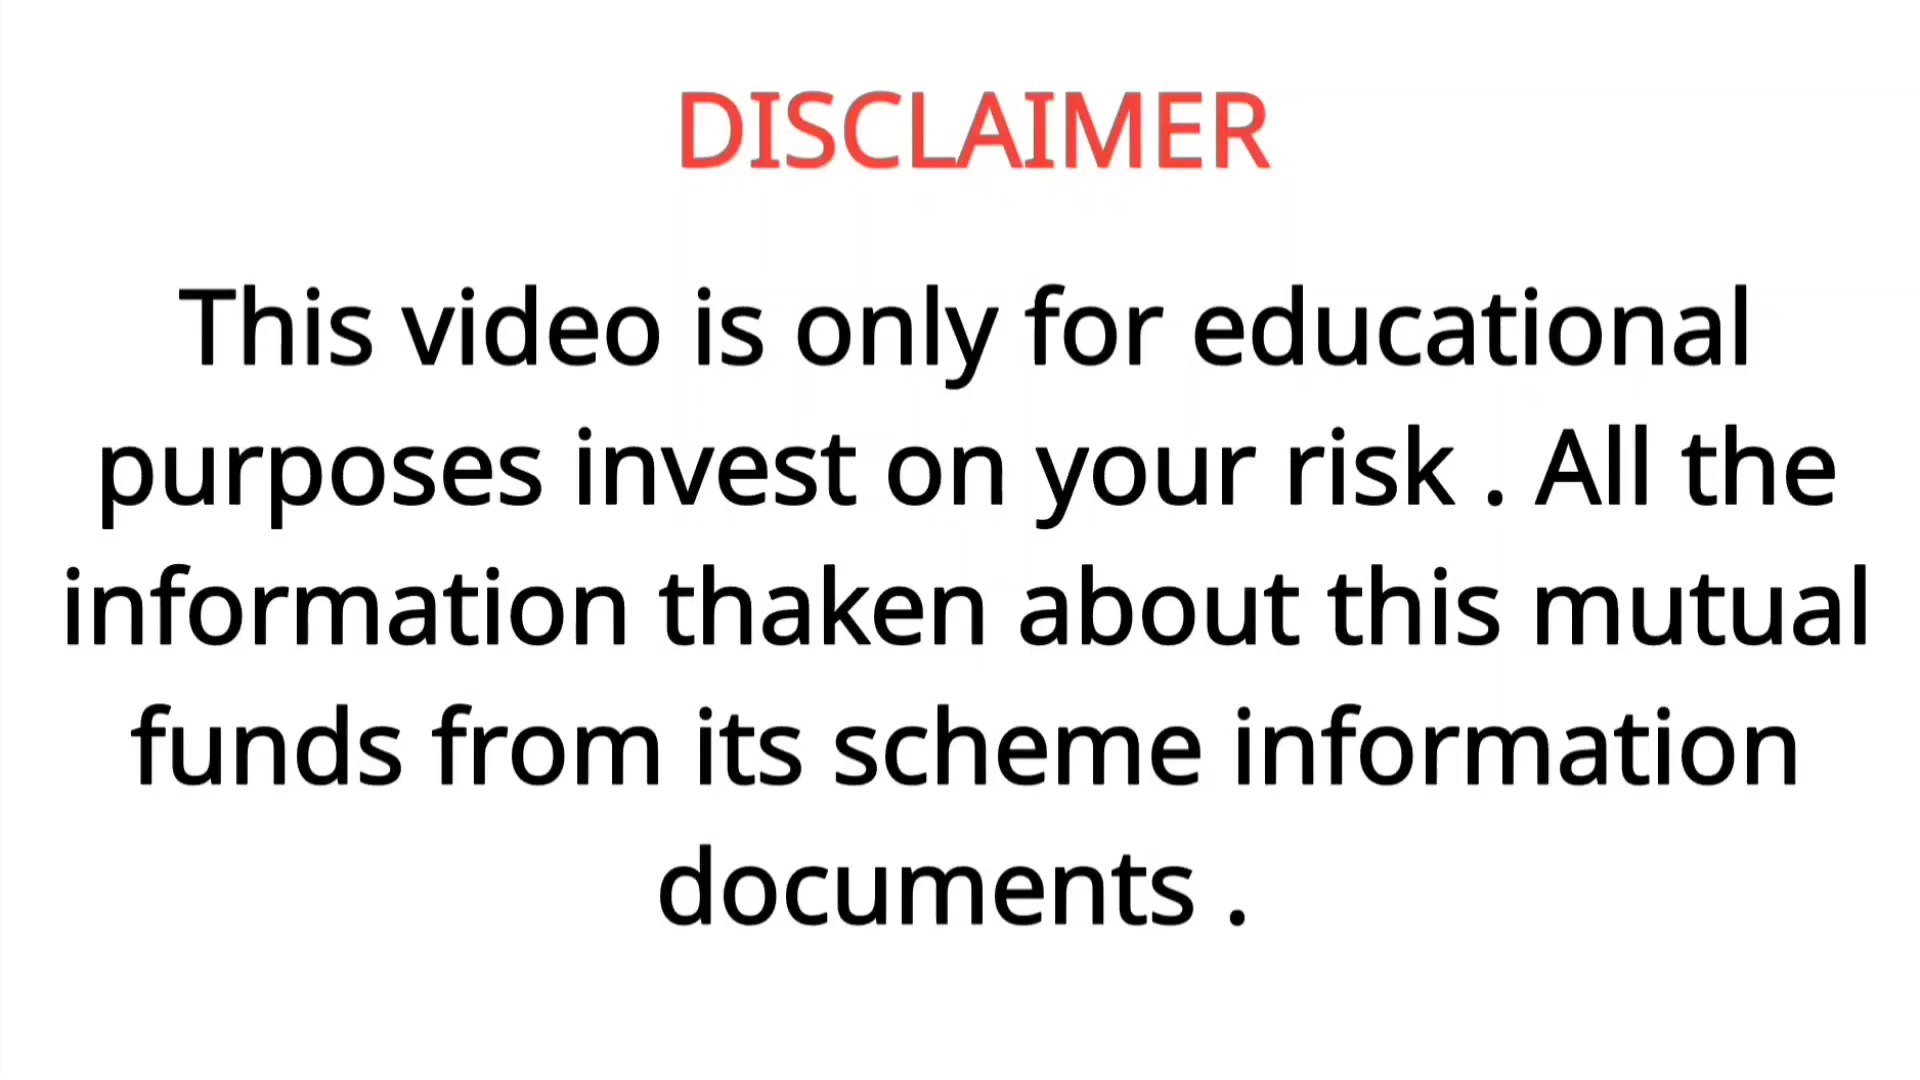 DISCLAIMER
This video is only for educational
purposes invest on your risk . All the
information thaken about this mutual
funds from its scheme information
documents .